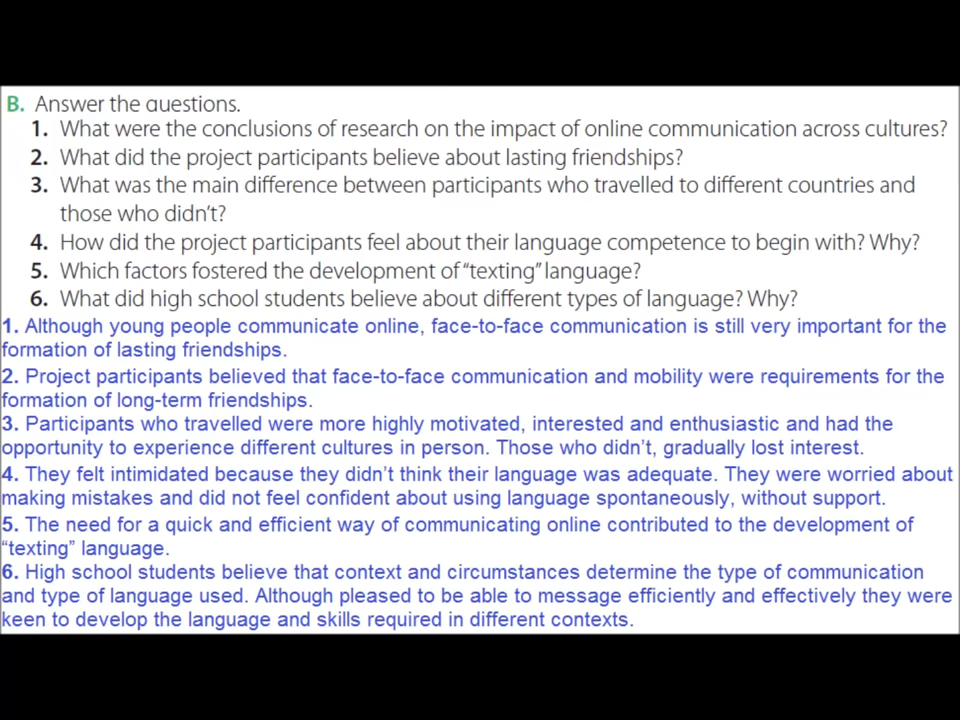 B. Answer the questions.
1. What were the conclusions of research on the impact of online communication across cultures?
2. What did the project participants believe about lasting friendships?
3. What was the main difference between participants who travelled to different countries and
those who didn't?
4. How did the project participants feel about their language competence to begin with? Why?
5. Which factors fostered the development of “texting” language?
6. What did high school students believe about different types of language? Why?
1. Although young people communicate online, face-to-face communication is still very important for the
formation of lasting friendships.
2. Project participants believed that face-to-face communication and mobility were requirements for the
formation of long-term friendships.
3. Participants who travelled were more highly motivated, interested and enthusiastic and had the
opportunity to experience different cultures in person. Those who didn't, gradually lost interest.
4. They felt intimidated because they didn't think their language was adequate. They were worried about
making mistakes and did not feel confident about using language spontaneously, without support.
5. The need for a quick and efficient way of communicating online contributed to the development of
“texting” language.
6. High school students believe that context and circumstances determine the type of communication
and type of language used. Although pleased to be able to message efficiently and effectively they were
keen to develop the language and skills required in different contexts.